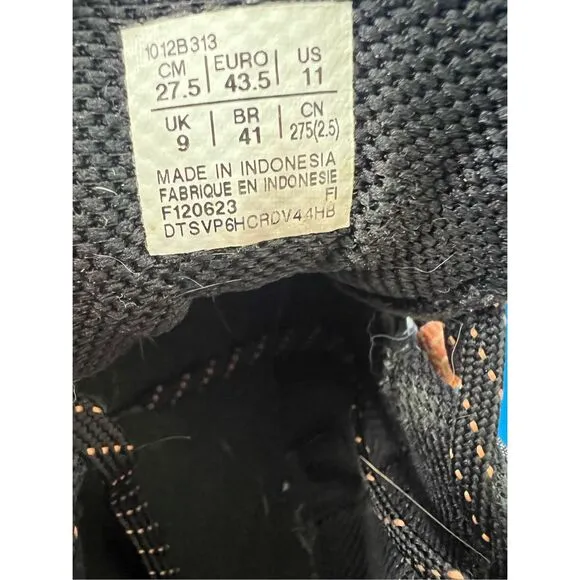 1012B313
CM | EURO | US
27.5 | 43.5 | 11
UK | BR | CN
9 | 41 | 275(2.5)
MADE IN INDONESIA
FABRIQUE EN INDONESIE
F120623 FI
DTSVP6HCRDV44HB